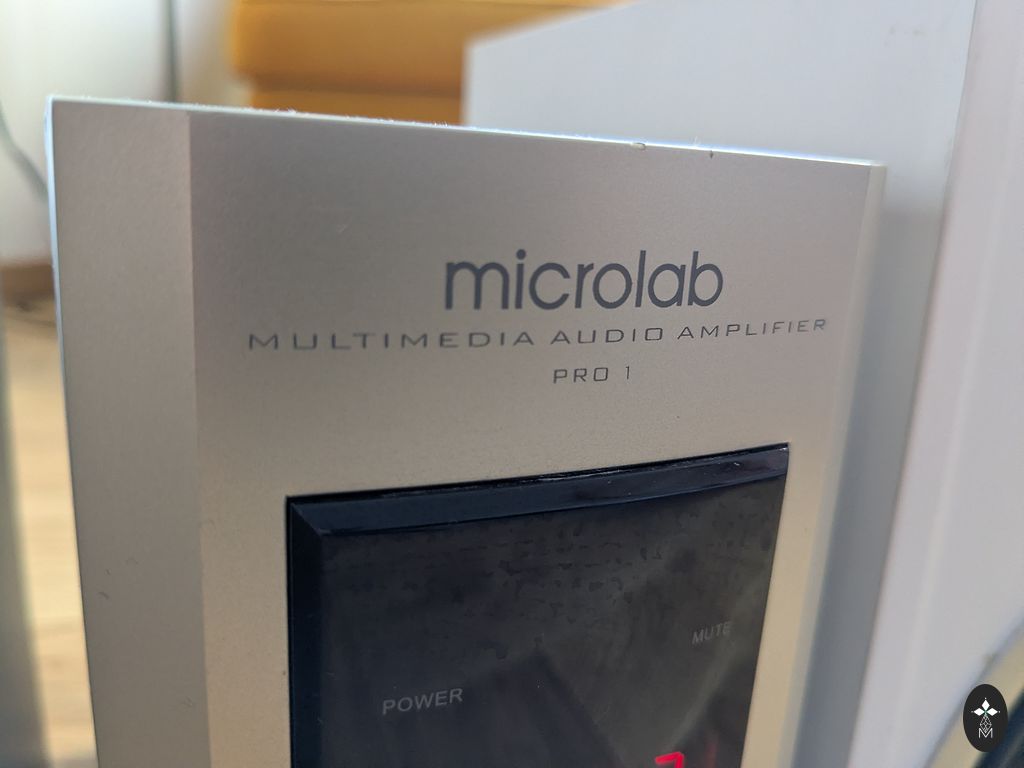 microlab
MULTIMEDIA AUDIO AMPLIFIER
PRO 1
MUTE
POWER
M